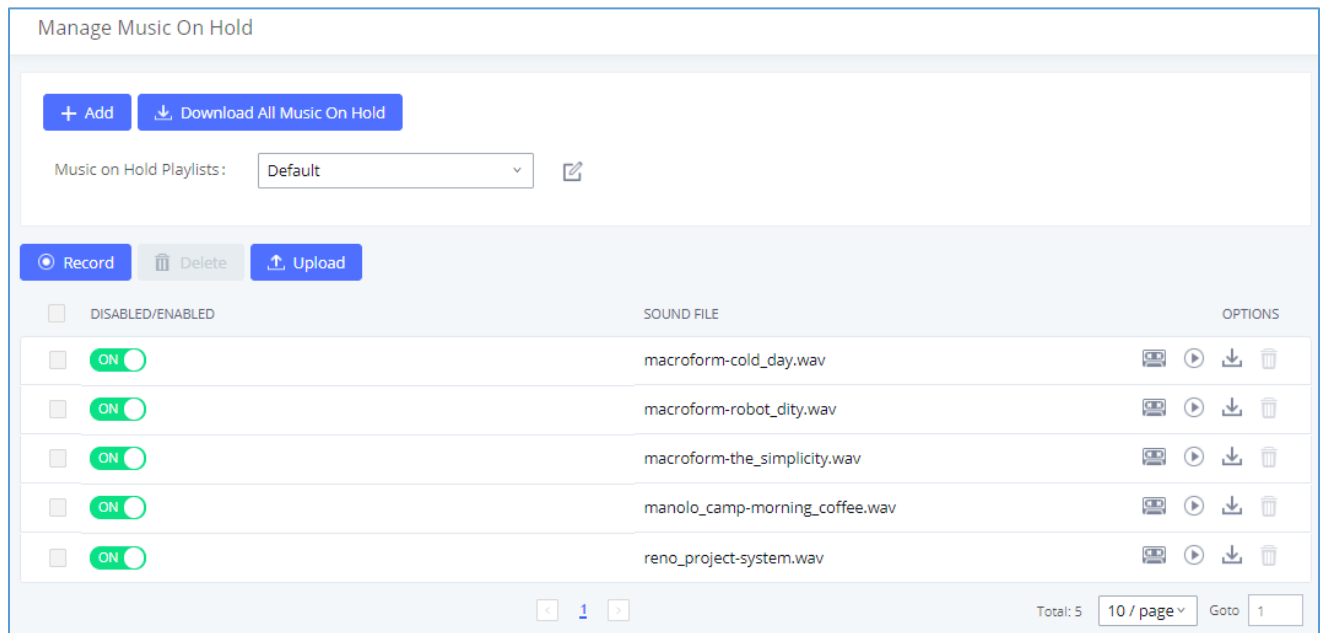 Manage Music On Hold
+ Add Download All Music On Hold
Music on Hold Playlists: Default
Record Delete Upload
DISABLED/ENABLED SOUND FILE OPTIONS
ON macroform-cold_day.wav
ON macroform-robot_dity.wav
ON macroform-the_simplicity.wav
ON manolo_camp-morning_coffee.wav
ON reno_project-system.wav
< 1 > Total: 5 10 / page Goto 1